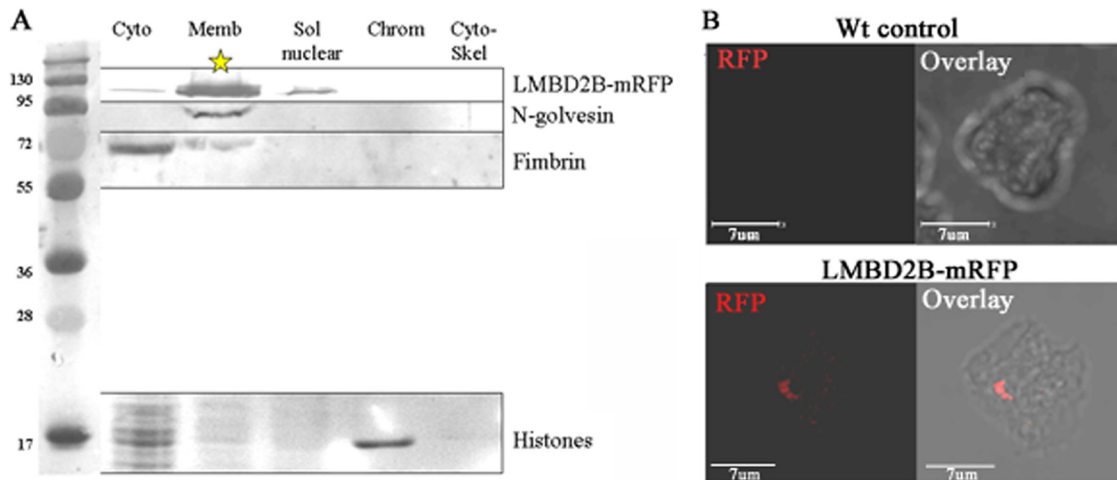 A
Cyto
Memb
Sol
nuclear
Chrom
Cyto-
Skel
130
95
72
55
36
28
17
LMBD2B-mRFP
N-golvesin
Fimbrin
Histones
B
Wt control
RFP
Overlay
7um
7um
LMBD2B-mRFP
RFP
Overlay
7um
7um